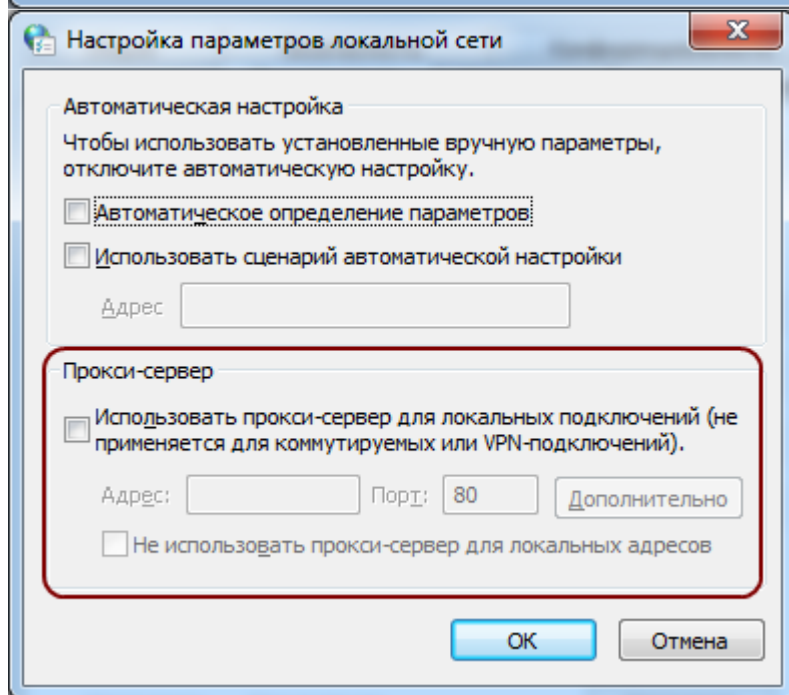 Настройка параметров локальной сети
Автоматическая настройка
Чтобы использовать установленные вручную параметры,
отключите автоматическую настройку.
Автоматическое определение параметров
Использовать сценарий автоматической настройки
Адрес
Прокси-сервер
Использовать прокси-сервер для локальных подключений (не
применяется для коммутируемых или VPN-подключений).
Адрес: Порт: 80 Дополнительно
Не использовать прокси-сервер для локальных адресов
ОК Отмена